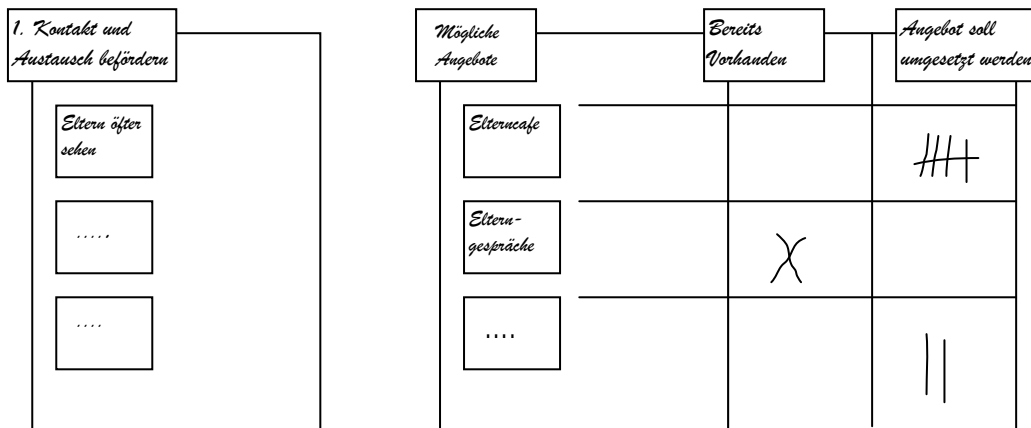 1. Kontakt und
Austausch befördern
Eltern öfter
sehen
.....
....
Mögliche
Angebote
Bereits
Vorhanden
Angebot soll
umgesetzt werden
Elterncafe
Eltern-
gespräche
X
....